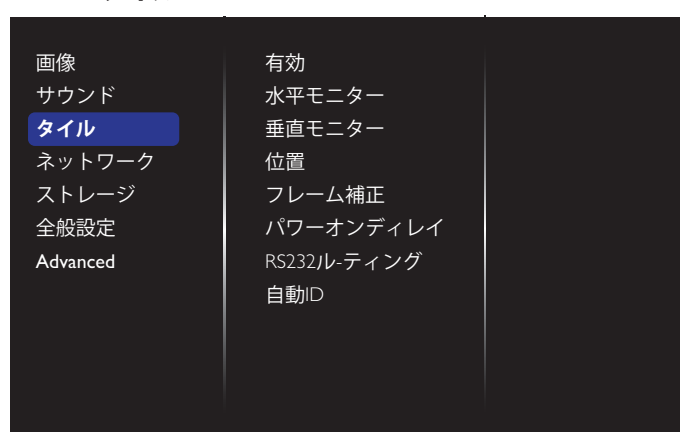 画像
サウンド
タイル
ネットワーク
ストレージ
全般設定
Advanced
有効
水平モニター
垂直モニター
位置
フレーム補正
パワーオンディレイ
RS232ル-ティング
自動ID